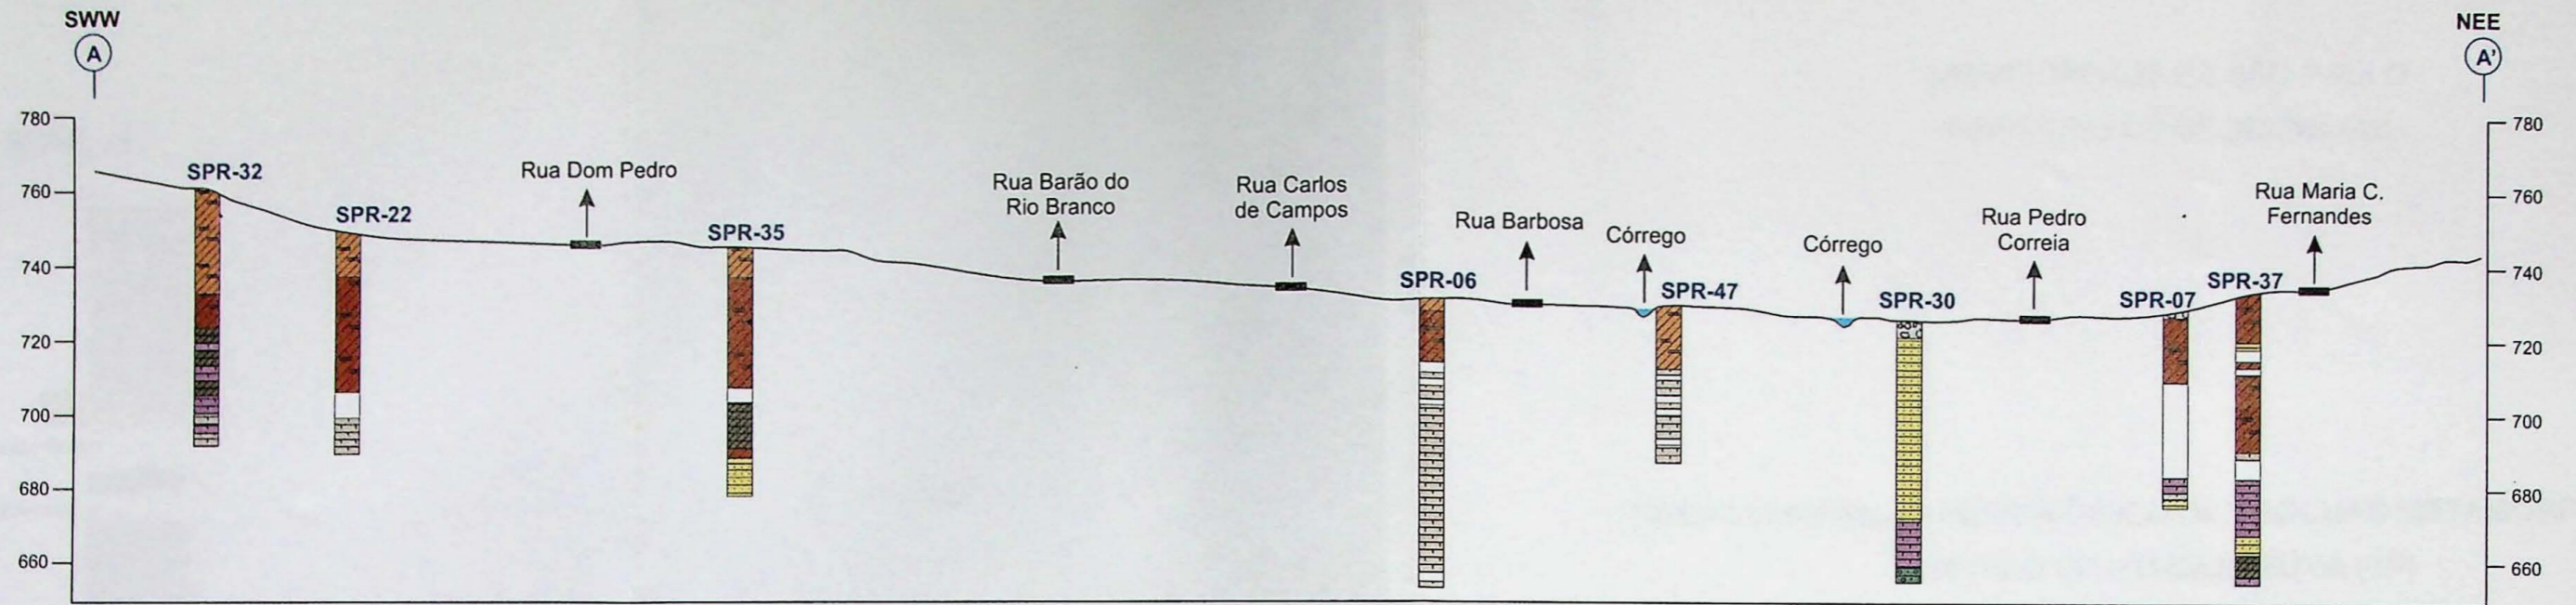 SWW
NEE
A
A'
780
760
740
720
700
680
660
SPR-32
SPR-22
Rua Dom Pedro
SPR-35
Rua Barão do
Rio Branco
Rua Carlos
de Campos
SPR-06
Rua Barbosa
Córrego
SPR-47
Córrego
SPR-30
Rua Pedro
Correia
SPR-07
SPR-37
Rua Maria C.
Fernandes
780
760
740
720
700
680
660